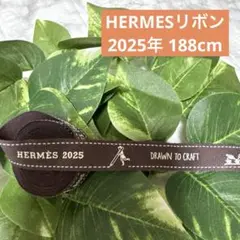 HERMESリボン
2025年 188cm
HERMÈS 2025 DRAWN TO CRAFT